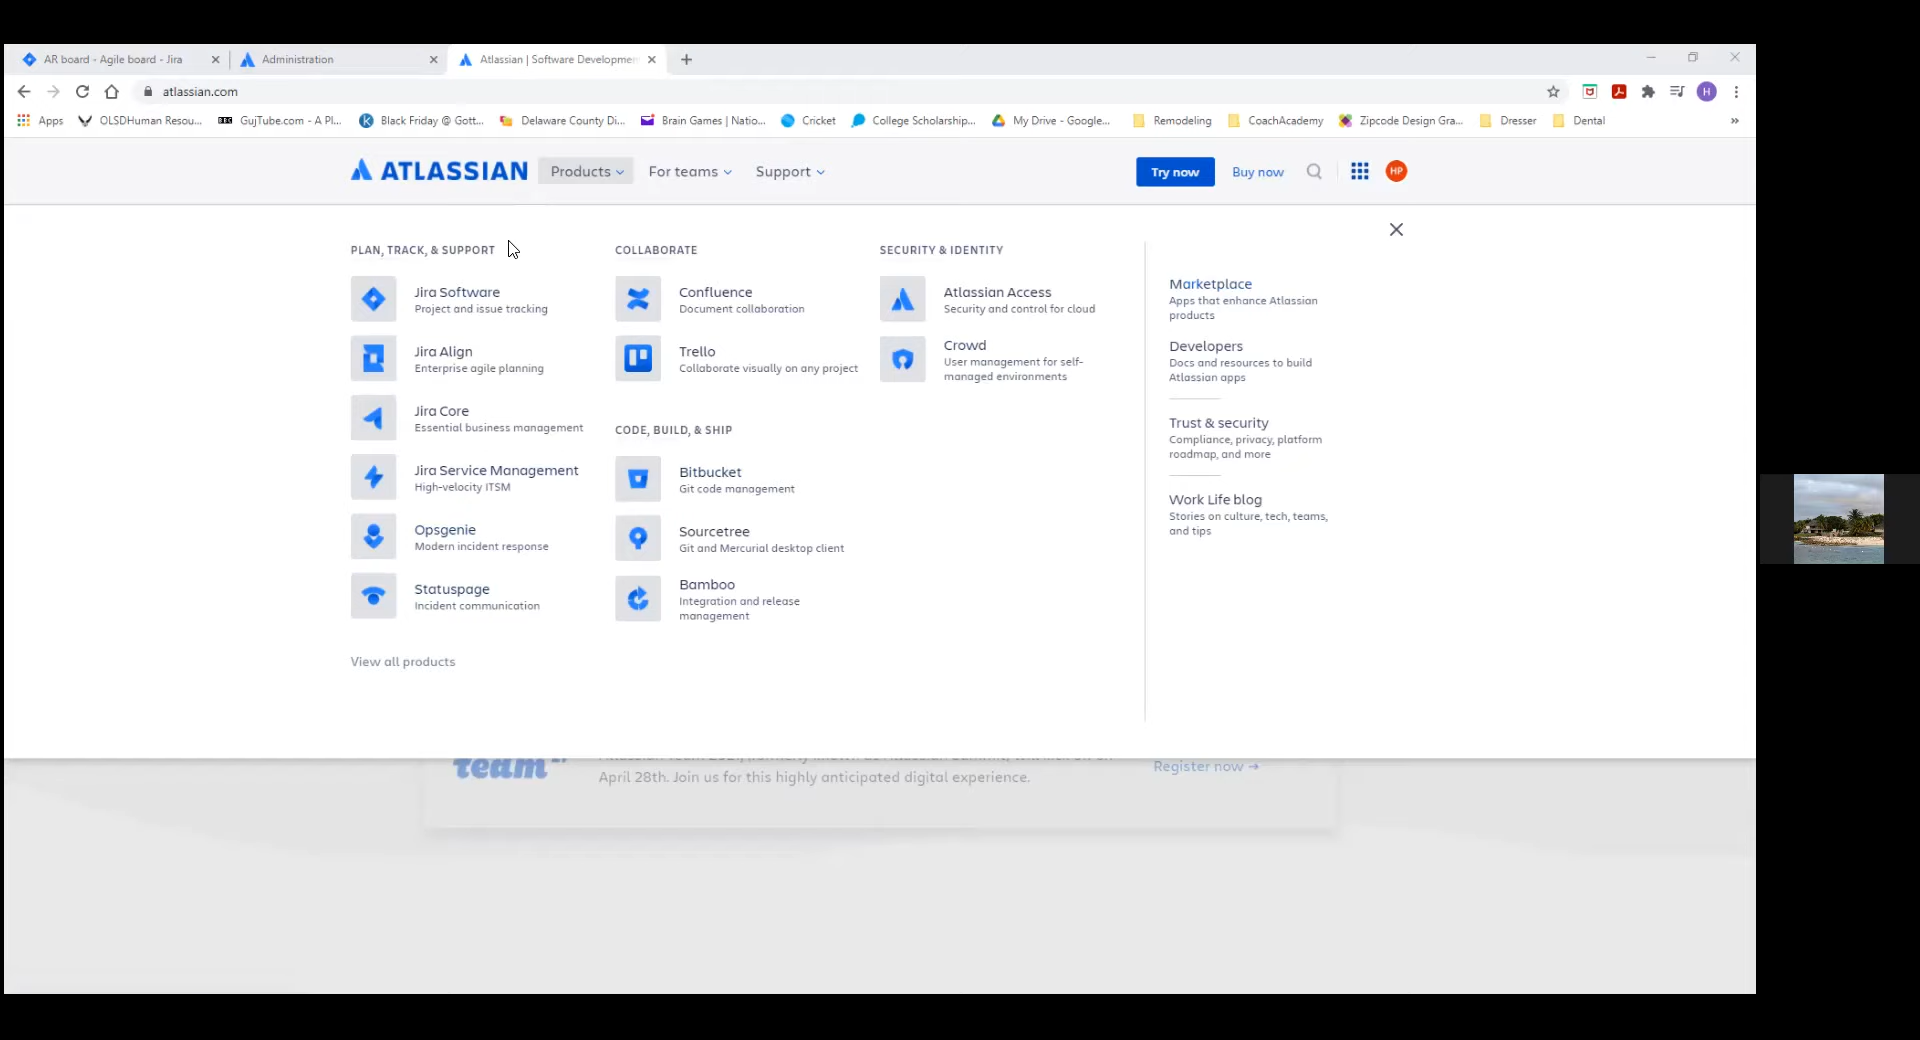 AR board - Agile board - Jira
Administration
Atlassian | Software Developmen
atlassian.com
H
Apps
OLSDHuman Resou...
GujTube.com - A Pl...
Black Friday @ Gott...
Delaware County Di...
Brain Games | Natio...
Cricket
College Scholarship...
My Drive - Google...
Remodeling
CoachAcademy
Zipcode Design Gra...
Dresser
Dental
»
ATLASSIAN
Products
For teams
Support
Try now
Buy now
HP
PLAN, TRACK, & SUPPORT
Jira Software
Project and issue tracking
Jira Align
Enterprise agile planning
Jira Core
Essential business management
Jira Service Management
High-velocity ITSM
Opsgenie
Modern incident response
Statuspage
Incident communication
View all products
COLLABORATE
Confluence
Document collaboration
Trello
Collaborate visually on any project
CODE, BUILD, & SHIP
Bitbucket
Git code management
Sourcetree
Git and Mercurial desktop client
Bamboo
Integration and release
management
SECURITY & IDENTITY
Atlassian Access
Security and control for cloud
Crowd
User management for self-
managed environments
Marketplace
Apps that enhance Atlassian
products
Developers
Docs and resources to build
Atlassian apps
Trust & security
Compliance, privacy, platform
roadmap, and more
Work Life blog
Stories on culture, tech, teams,
and tips
team
April 28th. Join us for this highly anticipated digital experience.
Register now →